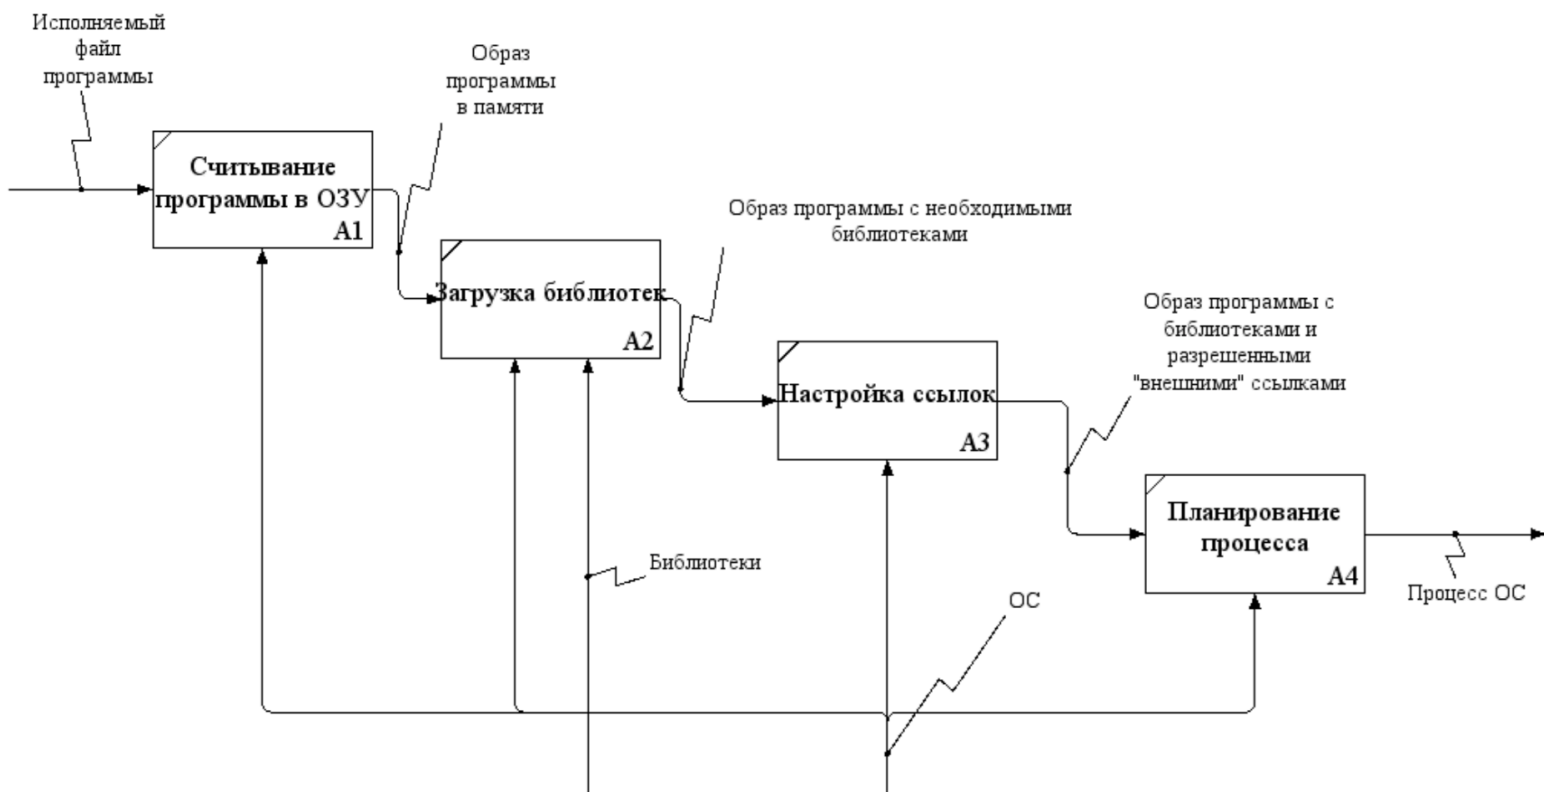 Исполняемый
файл
программы
Образ
программы
в памяти
Считывание
программы в ОЗУ
A1
Образ программы с необходимыми
библиотеками
Загрузка библиотек
A2
Образ программы с
библиотеками и
разрешенными
"внешними" ссылками
Настройка ссылок
A3
Планирование
процесса
A4
Библиотеки
ОС
Процесс ОС